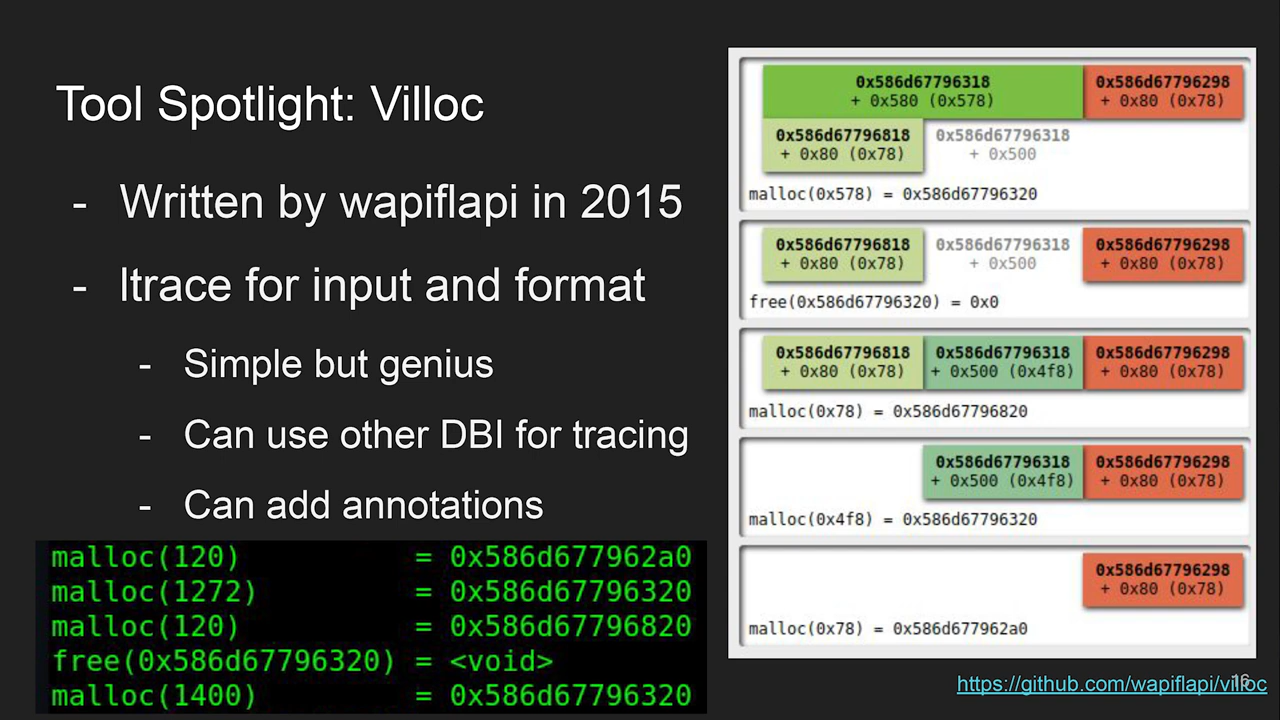 Tool Spotlight: Villoc
- Written by wapiflapi in 2015
- ltrace for input and format
- Simple but genius
- Can use other DBI for tracing
- Can add annotations
malloc(120) = 0x586d677962a0
malloc(1272) = 0x586d67796320
malloc(120) = 0x586d67796820
free(0x586d67796320) = <void>
malloc(1400) = 0x586d67796320
0x586d67796318 0x586d67796298
+ 0x580 (0x578) + 0x80 (0x78)
0x586d67796818 0x586d67796318
+ 0x80 (0x78) + 0x500
malloc(0x578) = 0x586d67796320
0x586d67796818 0x586d67796318 0x586d67796298
+ 0x80 (0x78) + 0x500 + 0x80 (0x78)
free(0x586d67796320) = 0x0
0x586d67796818 0x586d67796318 0x586d67796298
+ 0x80 (0x78) + 0x500 (0x4f8) + 0x80 (0x78)
malloc(0x78) = 0x586d67796820
0x586d67796318 0x586d67796298
+ 0x500 (0x4f8) + 0x80 (0x78)
malloc(0x4f8) = 0x586d67796320
0x586d67796298
+ 0x80 (0x78)
malloc(0x78) = 0x586d677962a0
https://github.com/wapiflapi/villoc
16